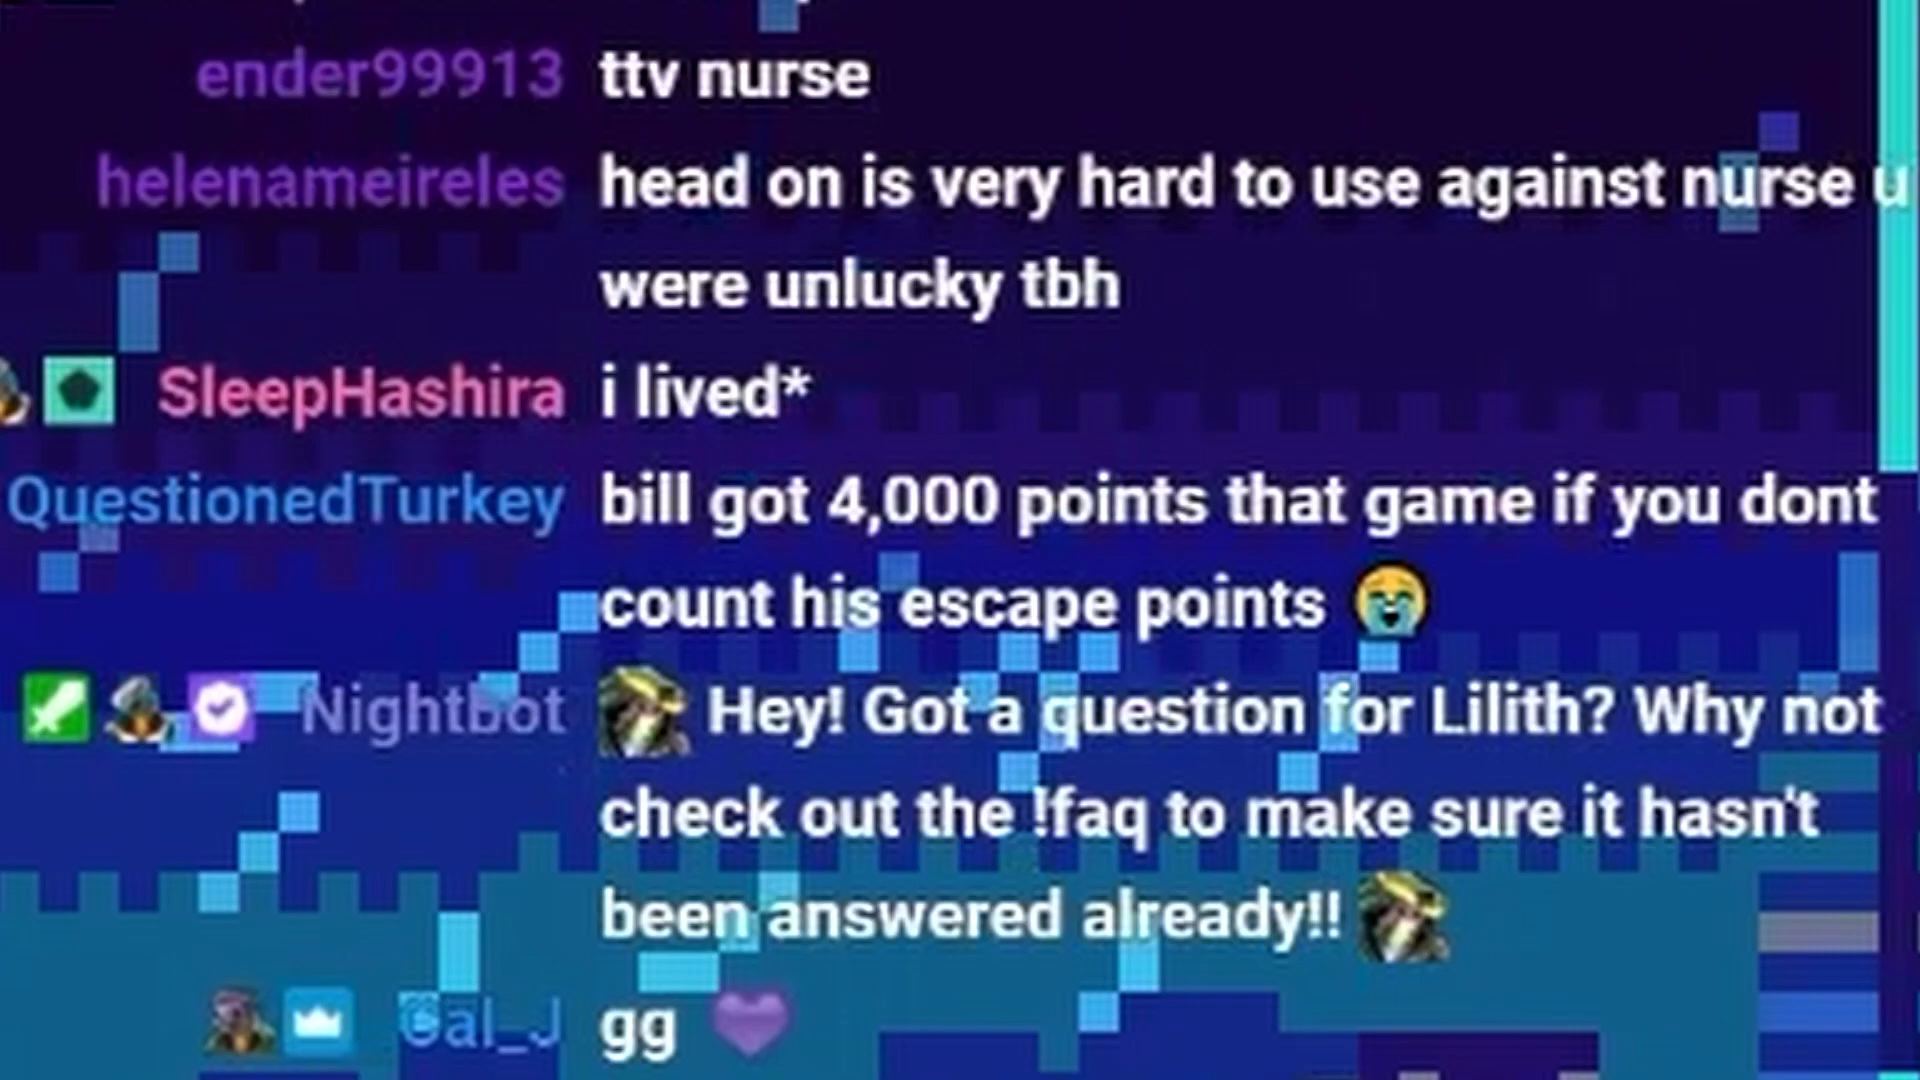 ender99913 ttv nurse
helenameireles head on is very hard to use against nurse u
were unlucky tbh
SleepHashira i lived*
QuestionedTurkey bill got 4,000 points that game if you dont
count his escape points 😭
Nightbot Hey! Got a question for Lilith? Why not
check out the !faq to make sure it hasn't
been answered already!!
Cal_J gg 💜